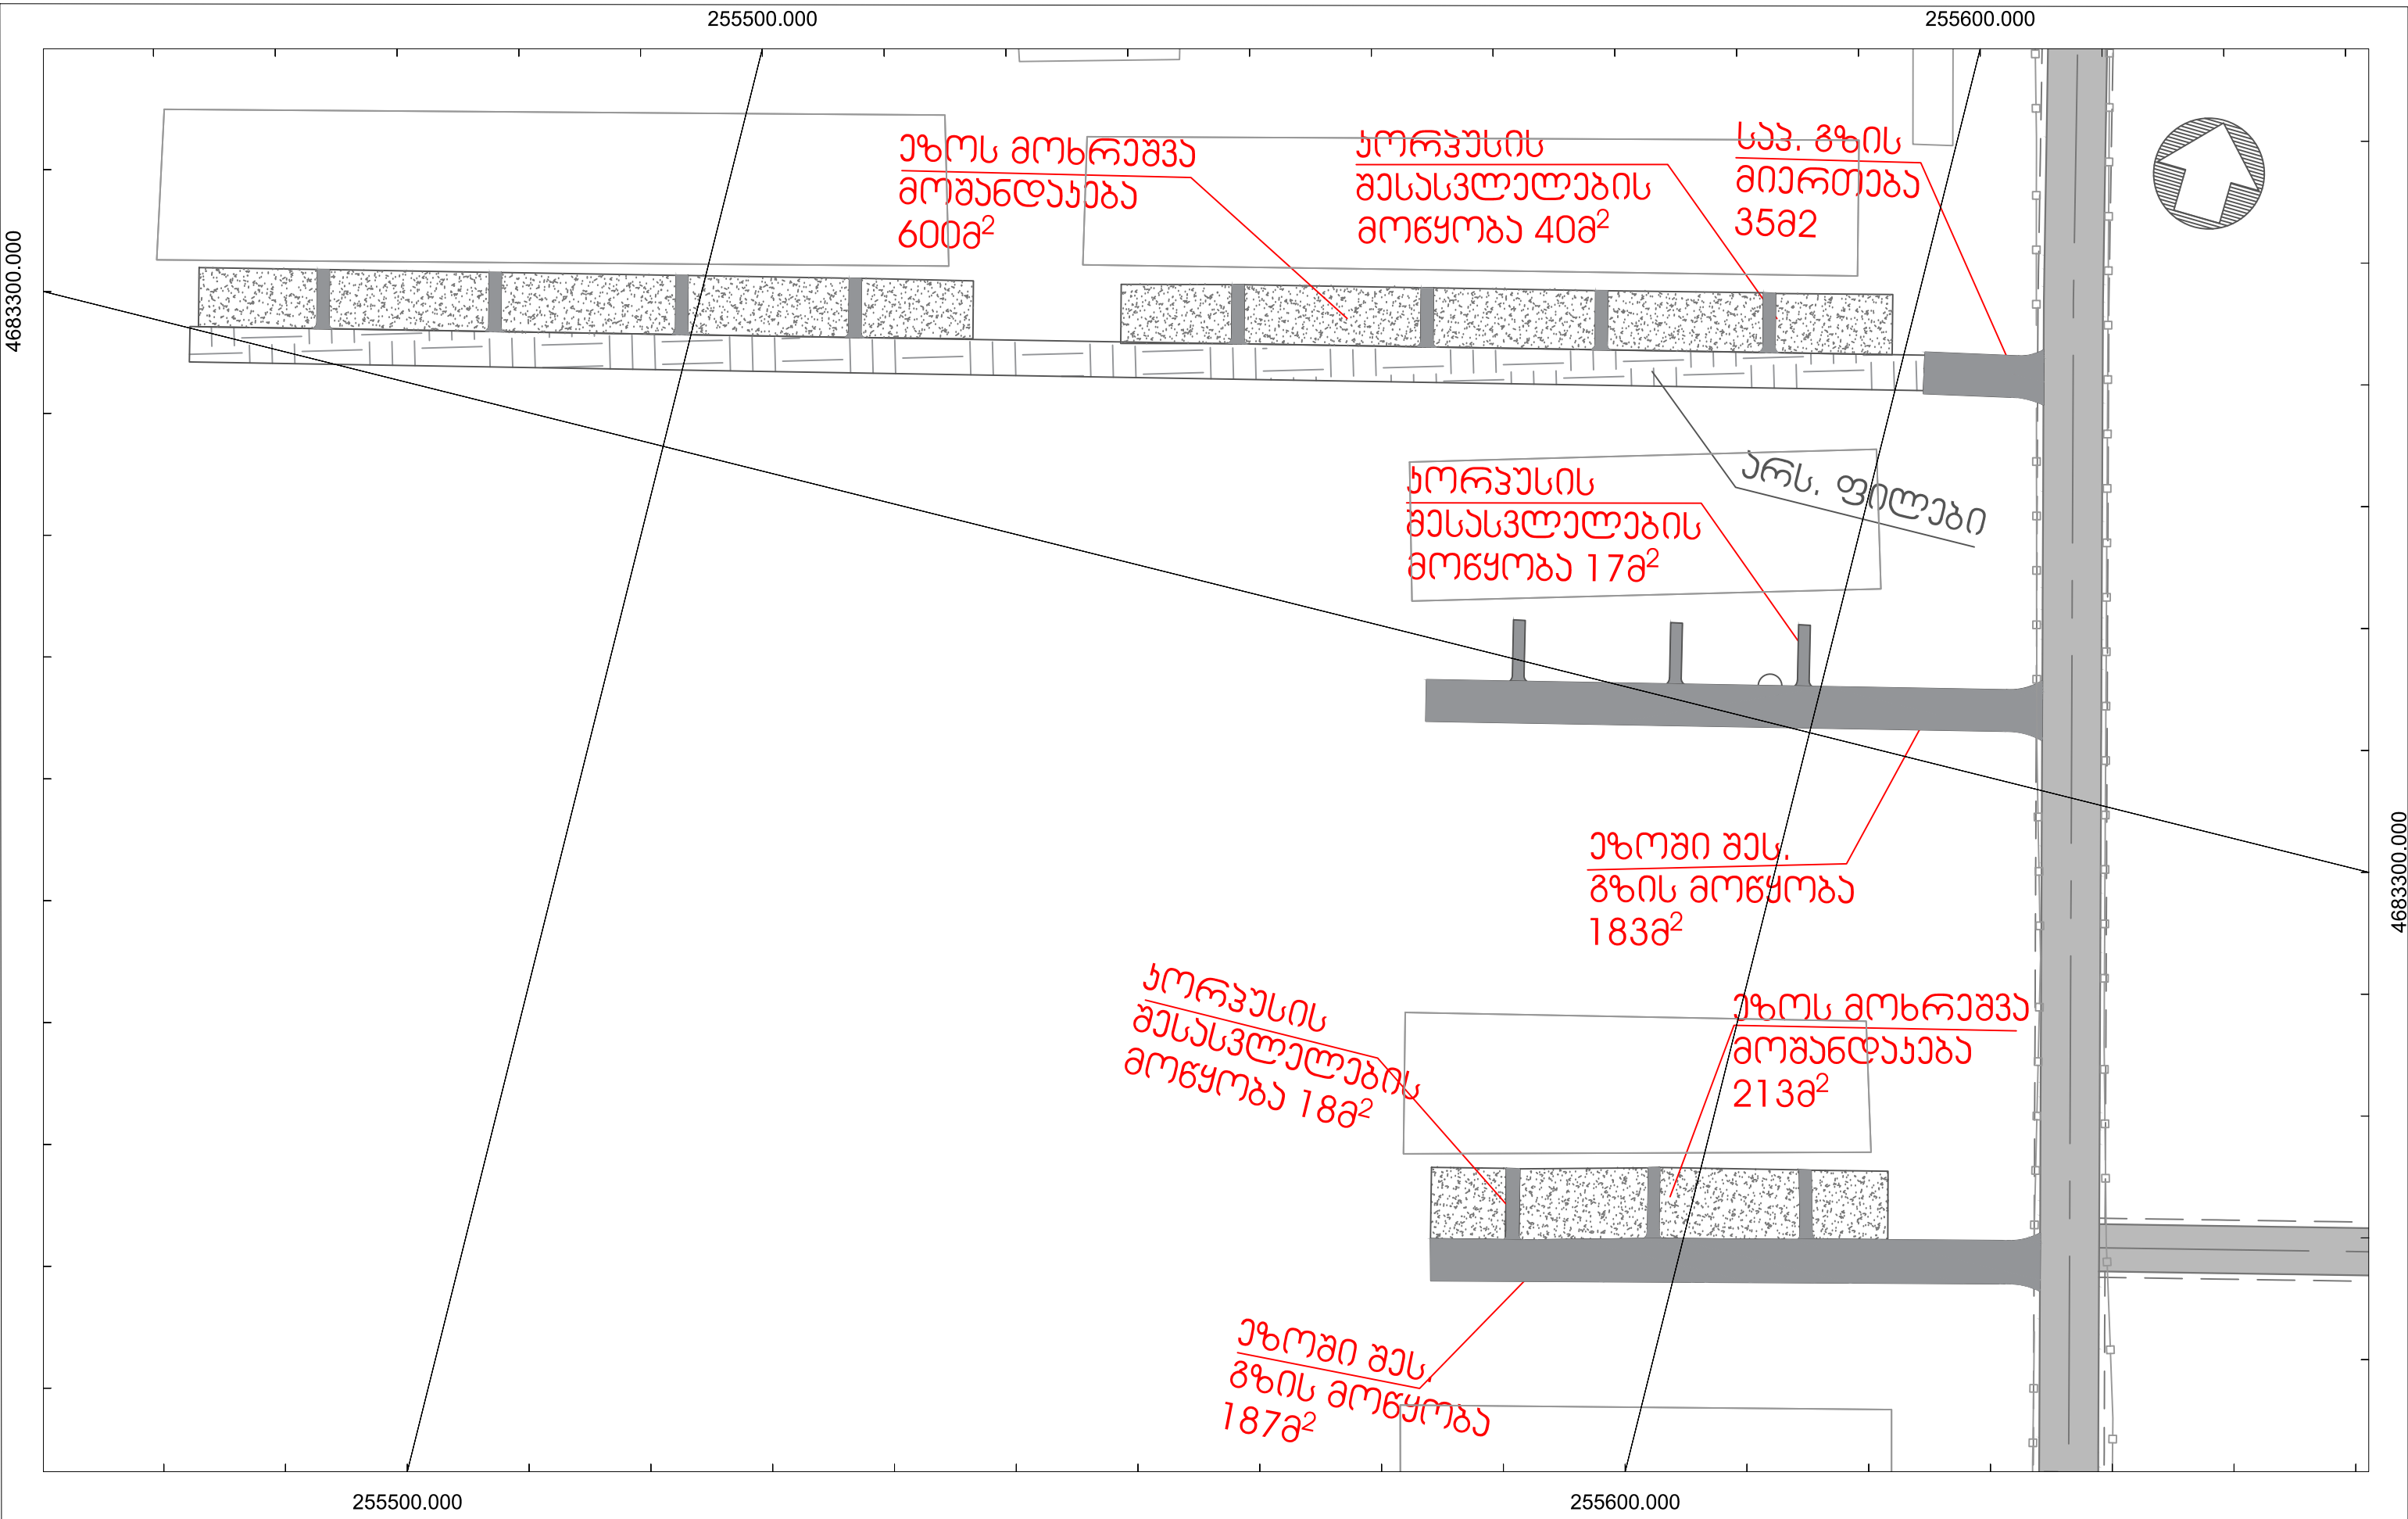 255500.000
255600.000
4683300.000
ეზოს მოხრეშვა
მოშანდაკება
600მ²
კორპუსის
შესასვლელების
მოწყობა 40მ²
სავ. გზის
მიერთება
35მ2
არს. ფილები
კორპუსის
შესასვლელების
მოწყობა 17მ²
ეზოში შეს.
გზის მოწყობა
183მ²
4683300.000
კორპუსის
შესასვლელების
მოწყობა 18მ²
ეზოს მოხრეშვა
მოშანდაკება
213მ²
ეზოში შეს.
გზის მოწყობა
187მ²
255500.000
255600.000